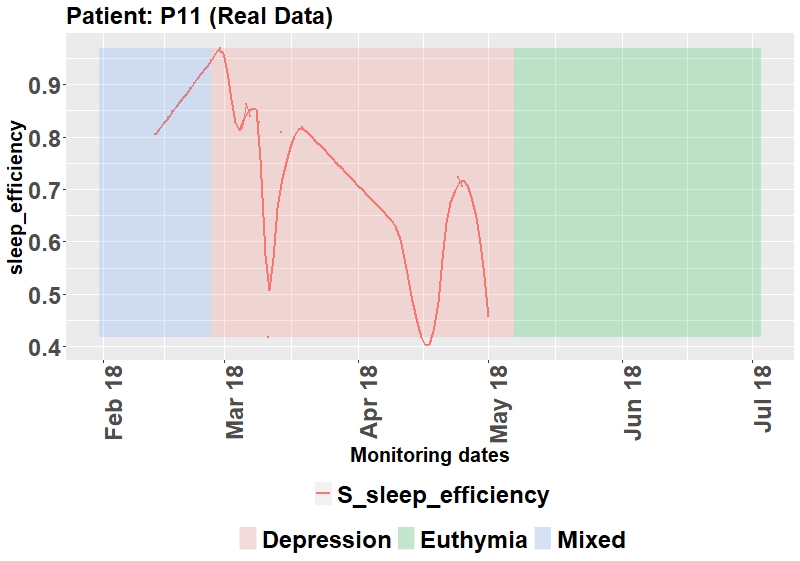 Patient: P11 (Real Data)
sleep_efficiency
0.9
0.8
0.7
0.6
0.5
0.4
Feb 18
Mar 18
Apr 18
May 18
Jun 18
Jul 18
Monitoring dates
S_sleep_efficiency
Depression Euthymia Mixed